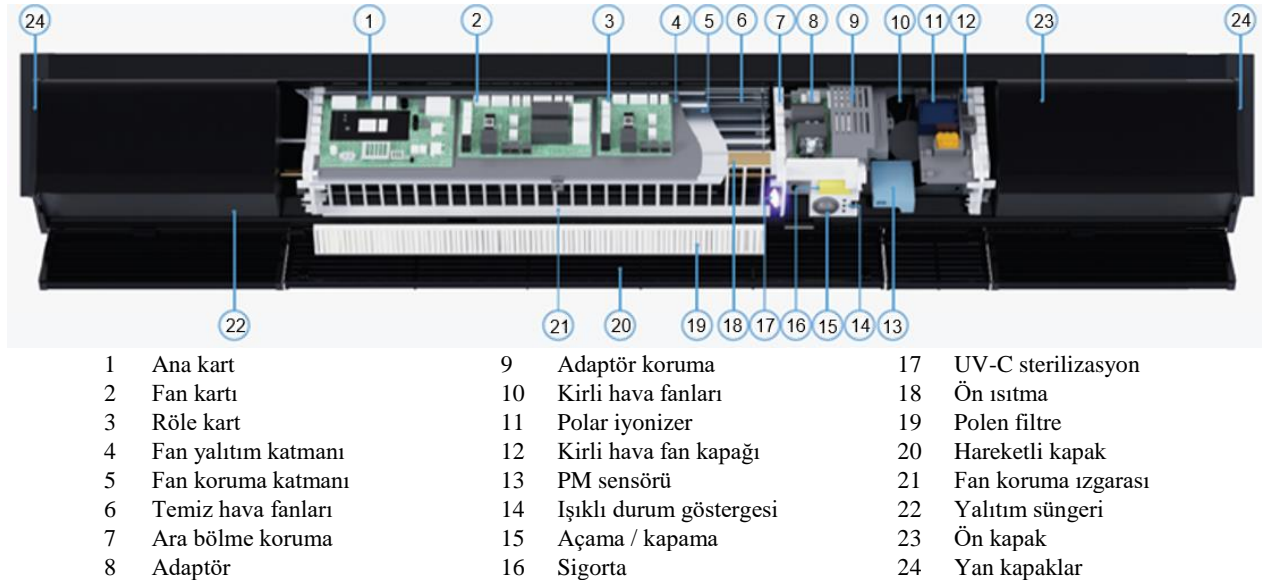 24 1 2 3 4 5 6 7 8 9 10 11 12 23 24
22 21 20 19 18 17 16 15 14 13
1 Ana kart
2 Fan kartı
3 Röle kart
4 Fan yalıtım katmanı
5 Fan koruma katmanı
6 Temiz hava fanları
7 Ara bölme koruma
8 Adaptör
9 Adaptör koruma
10 Kirli hava fanları
11 Polar iyonizer
12 Kirli hava fan kapağı
13 PM sensörü
14 Işıklı durum göstergesi
15 Açama / kapama
16 Sigorta
17 UV-C sterilizasyon
18 Ön ısıtma
19 Polen filtre
20 Hareketli kapak
21 Fan koruma ızgarası
22 Yalıtım süngeri
23 Ön kapak
24 Yan kapaklar